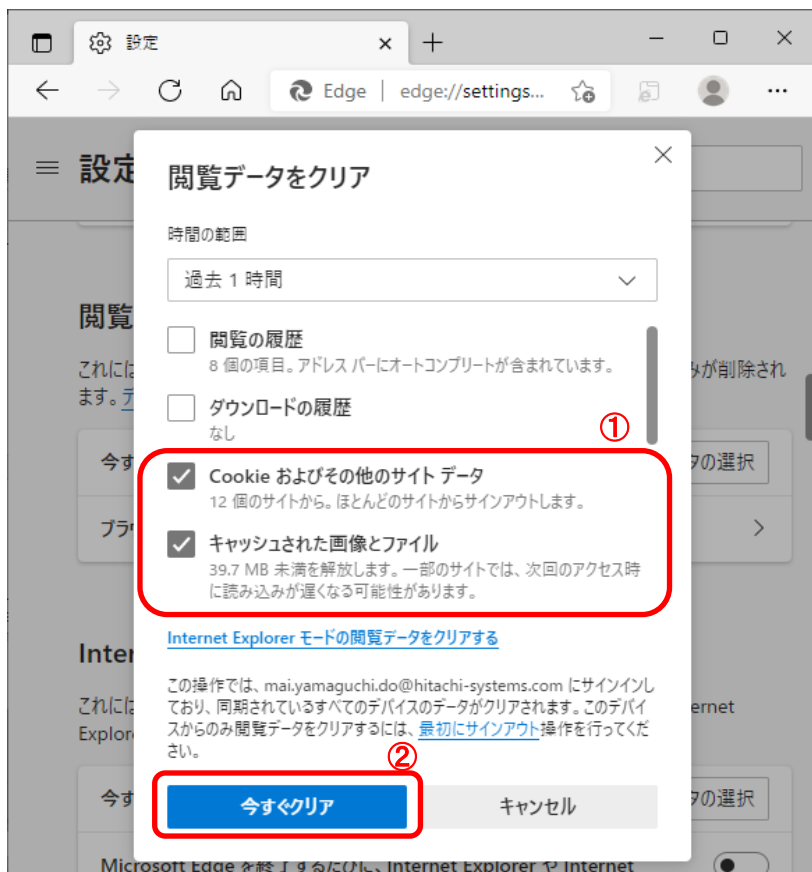 設定
Edge | edge://settings...
設定
閲覧データをクリア
時間の範囲
過去 1 時間
閲覧
閲覧の履歴
8 個の項目。アドレス バーにオートコンプリートが含まれています。
これには
みが削除され
ます。デ
ダウンロードの履歴
なし
①
今す
タの選択
Cookie およびその他のサイト データ
12 個のサイトから。ほとんどのサイトからサインアウトします。
ブラ
キャッシュされた画像とファイル
39.7 MB 未満を解放します。一部のサイトでは、次回のアクセス時
に読み込みが遅くなる可能性があります。
Internet Explorer モードの閲覧データをクリアする
Inter
この操作では、mai.yamaguchi.do@hitachi-systems.com にサインインし
ており、同期されているすべてのデバイスのデータがクリアされます。このデバイ
スからのみ閲覧データをクリアするには、最初にサインアウト操作を行ってくだ
さい。
これには
ernet
Explor
②
今す
タの選択
今すぐクリア
キャンセル
Microsoft Edge を終了するたびに、Internet Explorer や Internet